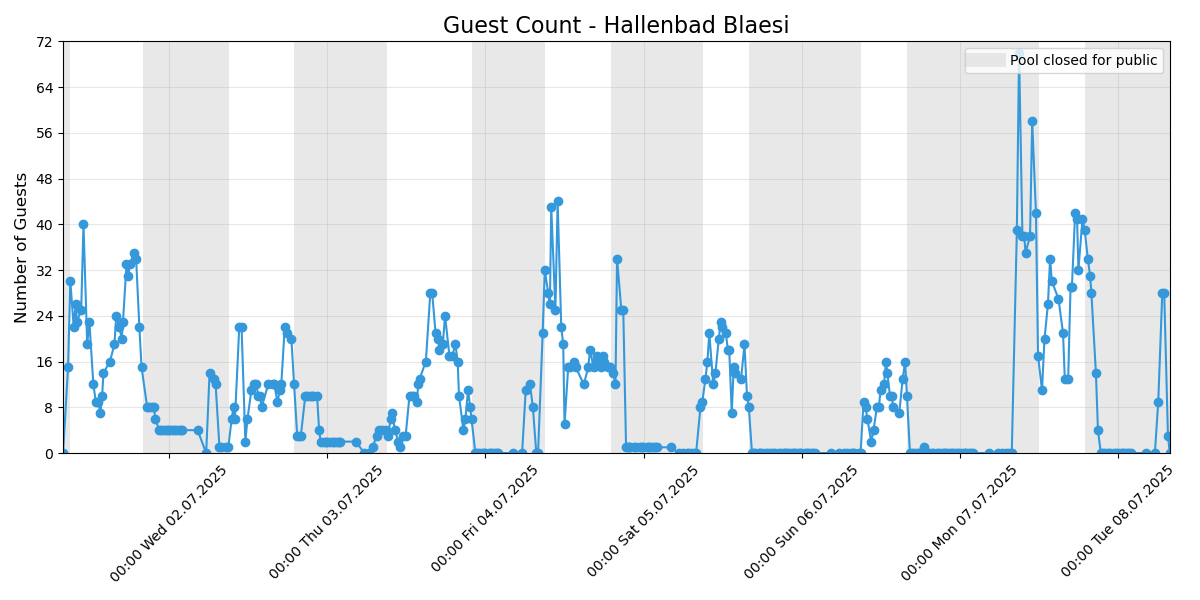 Guest Count - Hallenbad Blaesi
Pool closed for public
Number of Guests
72
64
56
48
40
32
24
16
8
0
00:00 Wed 02.07.2025
00:00 Thu 03.07.2025
00:00 Fri 04.07.2025
00:00 Sat 05.07.2025
00:00 Sun 06.07.2025
00:00 Mon 07.07.2025
00:00 Tue 08.07.2025